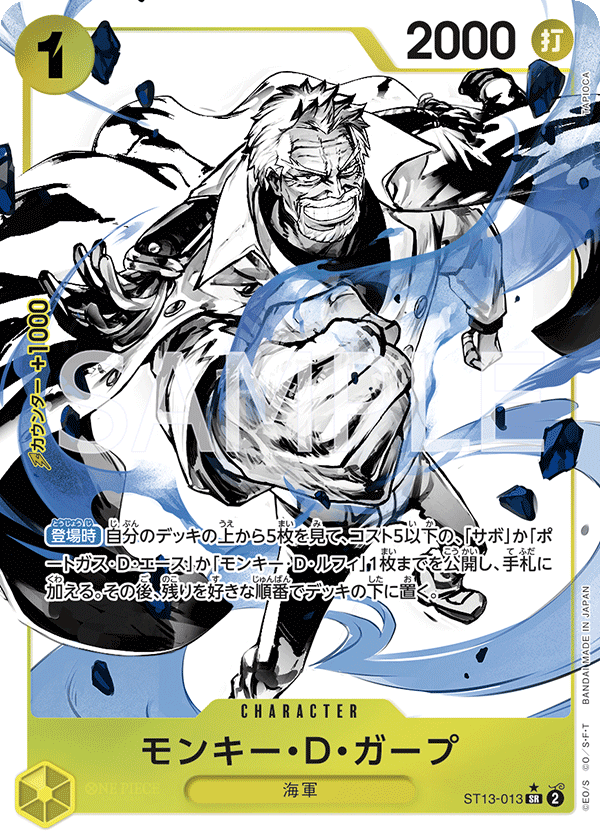 1
2000
打
TAPIOCA
カウンター +1000
SAMPLE
登場時 自分のデッキの上から5枚を見て、コスト5以下の、「サボ」か「ポ
ートガス・D・エース」か「モンキー・D・ルフィ」1枚までを公開し、手札に
加える。その後、残りを好きな順番でデッキの下に置く。
CHARACTER
モンキー・D・ガープ
海軍
ONE PIECE
ST13-013 SR 2
©E.O/S ©O/S・F・T BANDAI MADE IN JAPAN